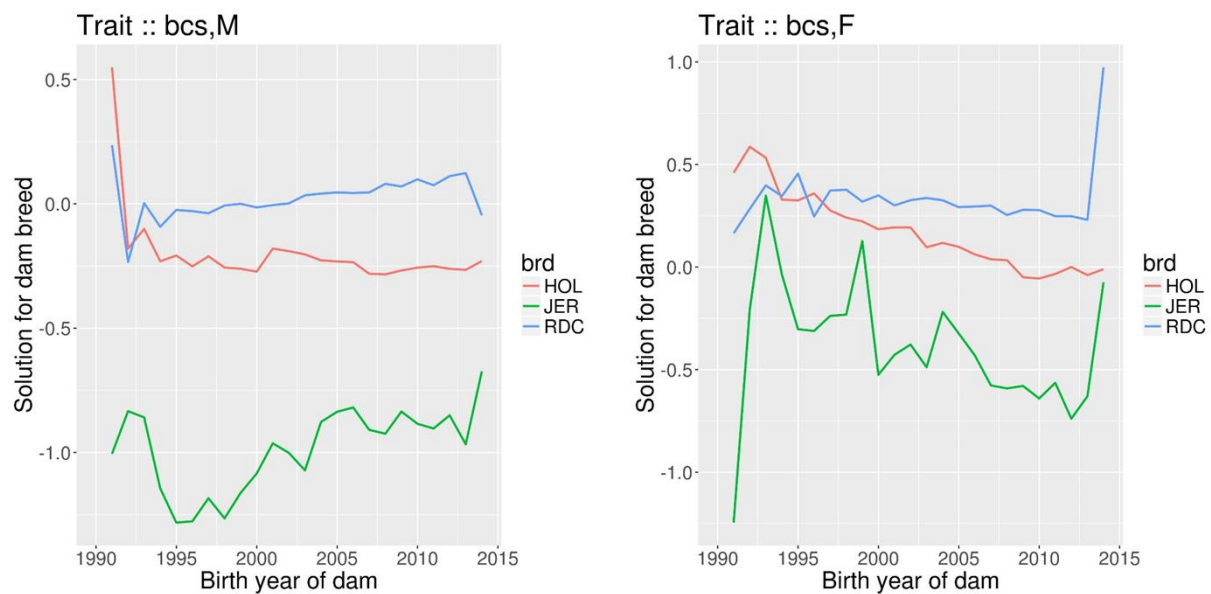 Trait :: bcs,M
Solution for dam breed
0.5
0.0
-0.5
-1.0
1990 1995 2000 2005 2010 2015
Birth year of dam
brd
HOL
JER
RDC
Trait :: bcs,F
Solution for dam breed
1.0
0.5
0.0
-0.5
-1.0
1990 1995 2000 2005 2010 2015
Birth year of dam
brd
HOL
JER
RDC